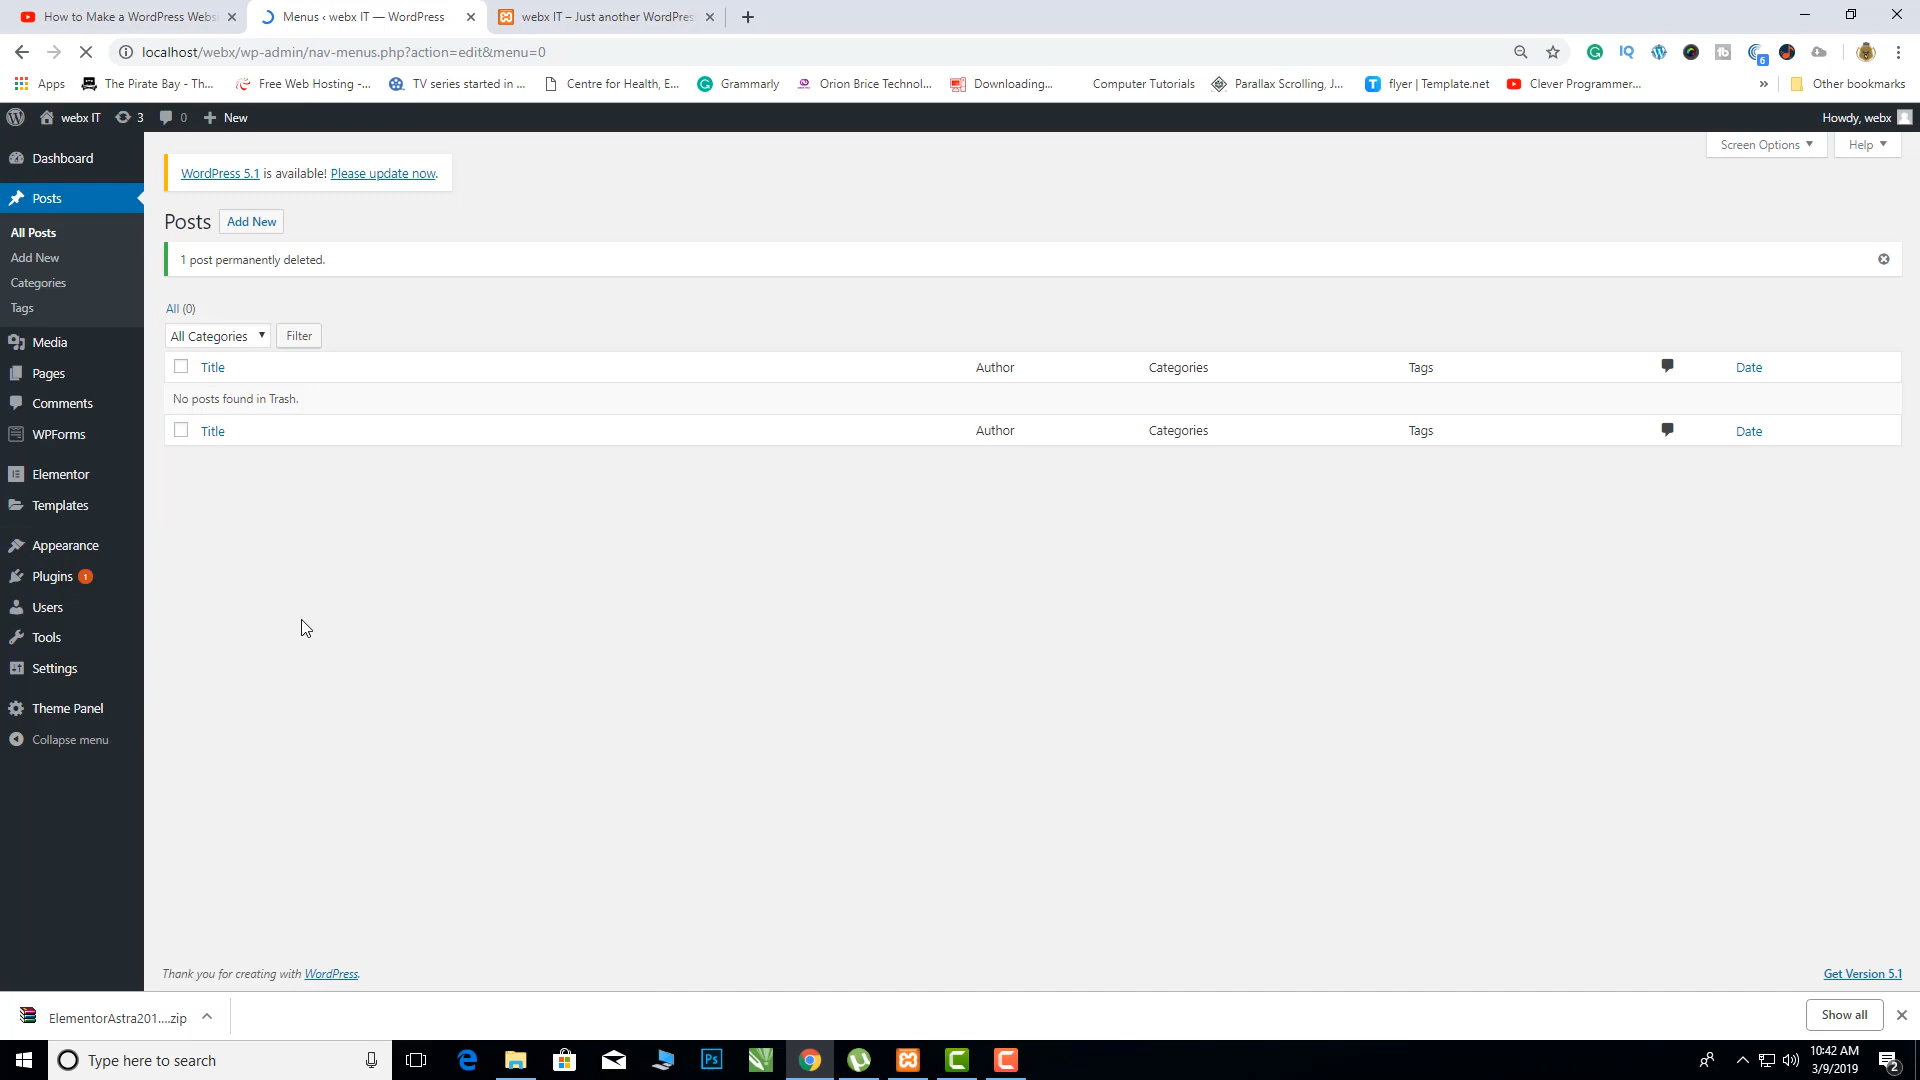 How to Make a WordPress Websi
Menus ‹ webx IT — WordPress
webx IT – Just another WordPres
localhost/webx/wp-admin/nav-menus.php?action=edit&menu=0
Apps
The Pirate Bay - Th...
Free Web Hosting -...
TV series started in ...
Centre for Health, E...
Grammarly
Orion Brice Technol...
Downloading...
Computer Tutorials
Parallax Scrolling, J...
flyer | Template.net
Clever Programmer...
»
Other bookmarks
webx IT
3
0
New
Howdy, webx
Dashboard
Posts
All Posts
Add New
Categories
Tags
Media
Pages
Comments
WPForms
Elementor
Templates
Appearance
Plugins 1
Users
Tools
Settings
Theme Panel
Collapse menu
Screen Options
Help
WordPress 5.1 is available! Please update now.
Posts
Add New
1 post permanently deleted.
All (0)
All Categories
Filter
Title
Author
Categories
Tags
Date
No posts found in Trash.
Title
Author
Categories
Tags
Date
Thank you for creating with WordPress.
Get Version 5.1
ElementorAstra201....zip
Show all
Type here to search
10:42 AM
3/9/2019
2